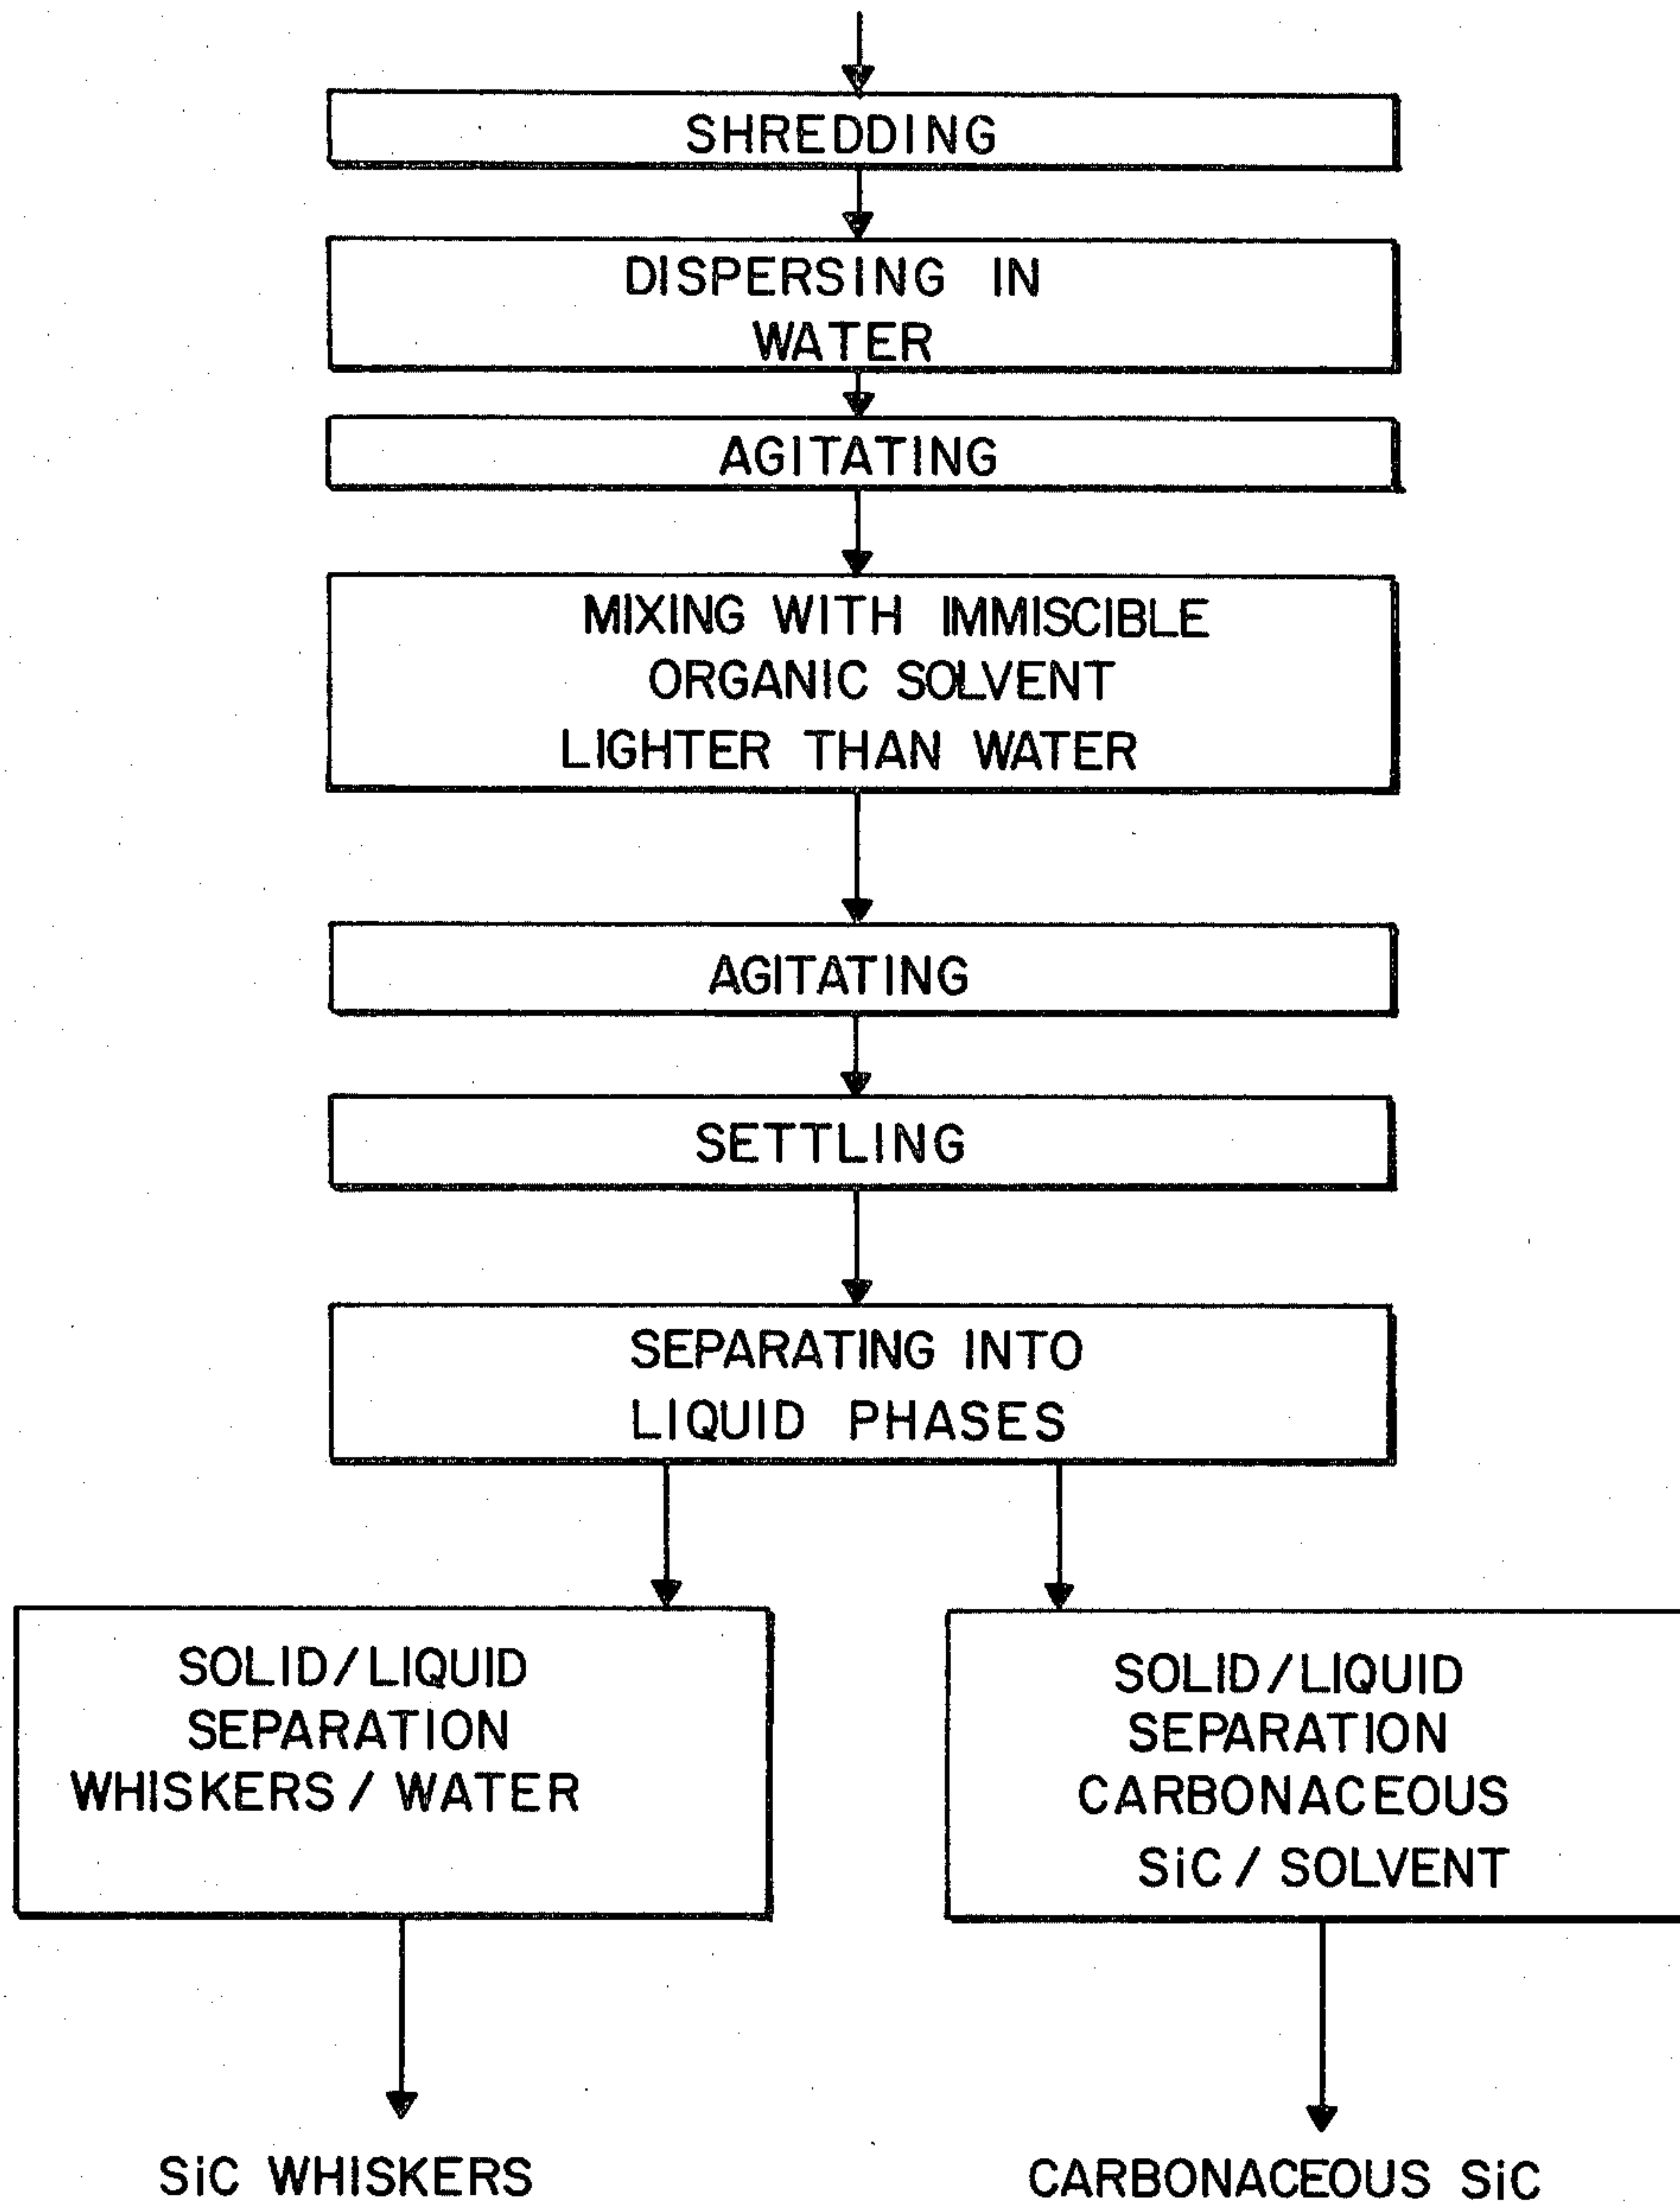 SHREDDING
DISPERSING IN
WATER
AGITATING
MIXING WITH IMMISCIBLE
ORGANIC SOLVENT
LIGHTER THAN WATER
AGITATING
SETTLING
SEPARATING INTO
LIQUID PHASES
SOLID/LIQUID
SEPARATION
WHISKERS / WATER
SOLID/LIQUID
SEPARATION
CARBONACEOUS
SiC / SOLVENT
SiC WHISKERS
CARBONACEOUS SiC